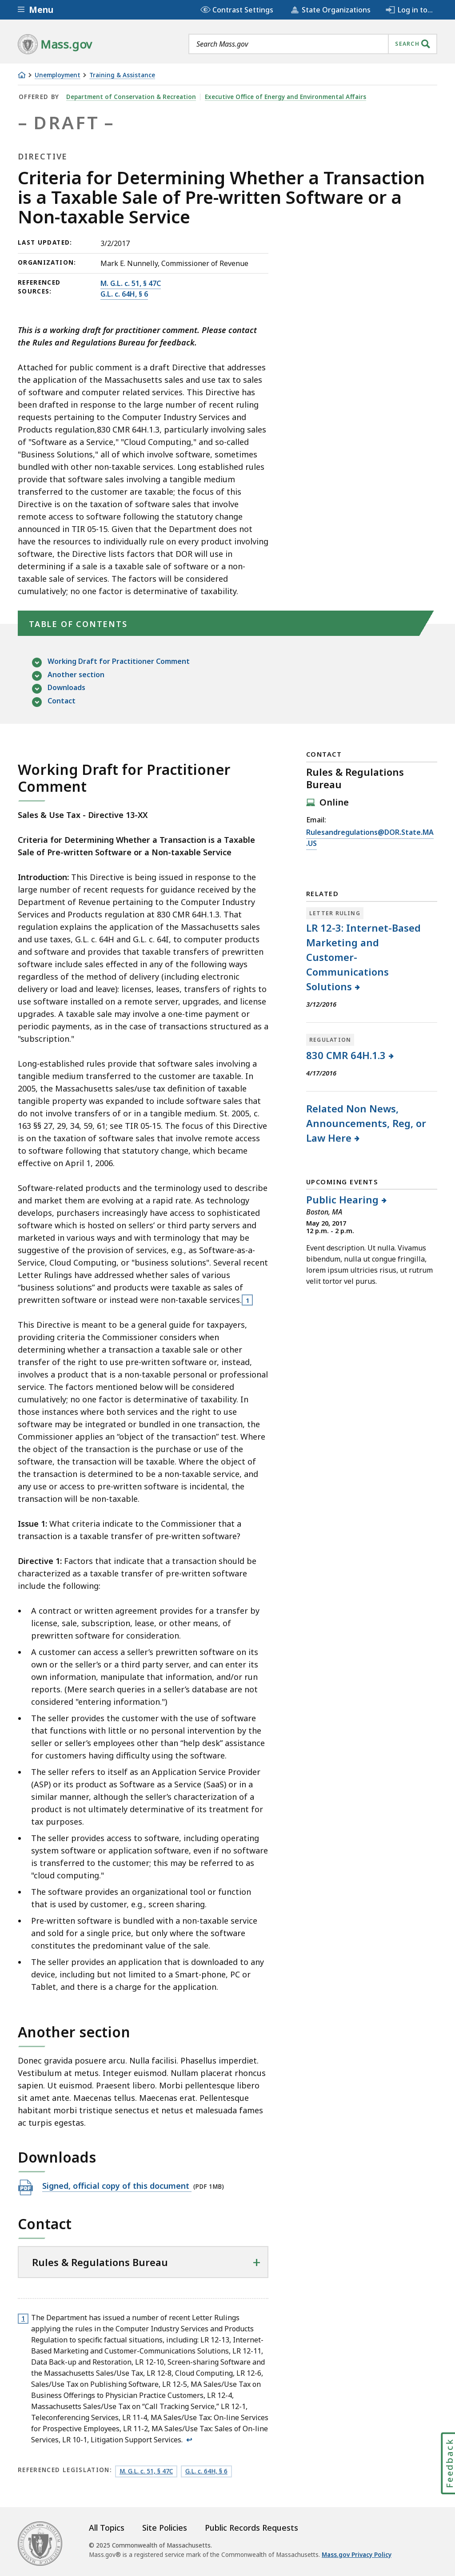 Menu
Contrast Settings
State Organizations
Log in to...
Mass.gov
Search Mass.gov
SEARCH
Unemployment
Training & Assistance
OFFERED BY Department of Conservation & Recreation Executive Office of Energy and Environmental Affairs
– DRAFT –
DIRECTIVE
Criteria for Determining Whether a Transaction
is a Taxable Sale of Pre-written Software or a
Non-taxable Service
LAST UPDATED: 3/2/2017
ORGANIZATION: Mark E. Nunnelly, Commissioner of Revenue
REFERENCED
SOURCES:
M. G.L. c. 51, § 47C
G.L. c. 64H, § 6
This is a working draft for practitioner comment. Please contact
the Rules and Regulations Bureau for feedback.
Attached for public comment is a draft Directive that addresses
the application of the Massachusetts sales and use tax to sales
of software and computer related services. This Directive has
been drafted in response to the large number of recent ruling
requests pertaining to the Computer Industry Services and
Products regulation,830 CMR 64H.1.3, particularly involving sales
of "Software as a Service," "Cloud Computing," and so-called
"Business Solutions," all of which involve software, sometimes
bundled with other non-taxable services. Long established rules
provide that software sales involving a tangible medium
transferred to the customer are taxable; the focus of this
Directive is on the taxation of software sales that involve
remote access to software following the statutory change
announced in TIR 05-15. Given that the Department does not
have the resources to individually rule on every product involving
software, the Directive lists factors that DOR will use in
determining if a sale is a taxable sale of software or a non-
taxable sale of services. The factors will be considered
cumulatively; no one factor is determinative of taxability.
TABLE OF CONTENTS
Working Draft for Practitioner Comment
Another section
Downloads
Contact
Working Draft for Practitioner
Comment
Sales & Use Tax - Directive 13-XX
Criteria for Determining Whether a Transaction is a Taxable
Sale of Pre-written Software or a Non-taxable Service
Introduction: This Directive is being issued in response to the
large number of recent requests for guidance received by the
Department of Revenue pertaining to the Computer Industry
Services and Products Regulation at 830 CMR 64H.1.3. That
regulation explains the application of the Massachusetts sales
and use taxes, G.L. c. 64H and G.L. c. 64I, to computer products
and software and provides that taxable transfers of prewritten
software include sales effected in any of the following ways
regardless of the method of delivery (including electronic
delivery or load and leave): licenses, leases, transfers of rights to
use software installed on a remote server, upgrades, and license
upgrades. A taxable sale may involve a one-time payment or
periodic payments, as in the case of transactions structured as a
“subscription.”
Long-established rules provide that software sales involving a
tangible medium transferred to the customer are taxable. In
2005, the Massachusetts sales/use tax definition of taxable
tangible property was expanded to include software sales that
do not involve transfers of or in a tangible medium. St. 2005, c.
163 §§ 27, 29, 34, 59, 61; see TIR 05-15. The focus of this Directive
is on the taxation of software sales that involve remote access
to software following the statutory change, which became
effective on April 1, 2006.
Software-related products and the terminology used to describe
and market them are evolving at a rapid rate. As technology
develops, purchasers increasingly have access to sophisticated
software which is hosted on sellers’ or third party servers and
marketed in various ways and with terminology that may be
suggestive of the provision of services, e.g., as Software-as-a-
Service, Cloud Computing, or “business solutions”. Several recent
Letter Rulings have addressed whether sales of various
“business solutions” and products were taxable as sales of
prewritten software or instead were non-taxable services. 1
This Directive is meant to be a general guide for taxpayers,
providing criteria the Commissioner considers when
determining whether a transaction a taxable sale or other
transfer of the right to use pre-written software or, instead,
involves a product that is a non-taxable personal or professional
service. The factors mentioned below will be considered
cumulatively; no one factor is determinative of taxability. In
those instances where both services and the right to use
software may be integrated or bundled in one transaction, the
Commissioner applies an “object of the transaction” test. Where
the object of the transaction is the purchase or use of the
software, the transaction will be taxable. Where the object of
the transaction is determined to be a non-taxable service, and
any use or access to pre-written software is incidental, the
transaction will be non-taxable.
Issue 1: What criteria indicate to the Commissioner that a
transaction is a taxable transfer of pre-written software?
Directive 1: Factors that indicate that a transaction should be
characterized as a taxable transfer of pre-written software
include the following:
• A contract or written agreement provides for a transfer by
license, sale, subscription, lease, or other means, of
prewritten software for consideration.
• A customer can access a seller’s prewritten software on its
own or the seller’s or a third party server, and can enter its
own information, manipulate that information, and/or run
reports. (Mere search queries in a seller’s database are not
considered "entering information.")
• The seller provides the customer with the use of software
that functions with little or no personal intervention by the
seller or seller’s employees other than “help desk” assistance
for customers having difficulty using the software.
• The seller refers to itself as an Application Service Provider
(ASP) or its product as Software as a Service (SaaS) or in a
similar manner, although the seller’s characterization of a
product is not ultimately determinative of its treatment for
tax purposes.
• The seller provides access to software, including operating
system software or application software, even if no software
is transferred to the customer; this may be referred to as
"cloud computing."
• The software provides an organizational tool or function
that is used by customer, e.g., screen sharing.
• Pre-written software is bundled with a non-taxable service
and sold for a single price, but only where the software
constitutes the predominant value of the sale.
• The seller provides an application that is downloaded to any
device, including but not limited to a Smart-phone, PC or
Tablet, and there is a charge for the application.
Another section
Donec gravida posuere arcu. Nulla facilisi. Phasellus imperdiet.
Vestibulum at metus. Integer euismod. Nullam placerat rhoncus
sapien. Ut euismod. Praesent libero. Morbi pellentesque libero
sit amet ante. Maecenas tellus. Maecenas erat. Pellentesque
habitant morbi tristique senectus et netus et malesuada fames
ac turpis egestas.
Downloads
PDF
Signed, official copy of this document (PDF 1MB)
Contact
Rules & Regulations Bureau
1 The Department has issued a number of recent Letter Rulings
applying the rules in the Computer Industry Services and Products
Regulation to specific factual situations, including: LR 12-13, Internet-
Based Marketing and Customer-Communications Solutions, LR 12-11,
Data Back-up and Restoration, LR 12-10, Screen-sharing Software and
the Massachusetts Sales/Use Tax, LR 12-8, Cloud Computing, LR 12-6,
Sales/Use Tax on Publishing Software, LR 12-5, MA Sales/Use Tax on
Business Offerings to Physician Practice Customers, LR 12-4,
Massachusetts Sales/Use Tax on “Call Tracking Service,” LR 12-1,
Teleconferencing Services, LR 11-4, MA Sales/Use Tax: On-line Services
for Prospective Employees, LR 11-2, MA Sales/Use Tax: Sales of On-line
Services, LR 10-1, Litigation Support Services. ↩
REFERENCED LEGISLATION: M. G.L. c. 51, § 47C G.L. c. 64H, § 6
CONTACT
Rules & Regulations
Bureau
Online
Email:
Rulesandregulations@DOR.State.MA
.US
RELATED
LETTER RULING
LR 12-3: Internet-Based
Marketing and
Customer-
Communications
Solutions
3/12/2016
REGULATION
830 CMR 64H.1.3
4/17/2016
Related Non News,
Announcements, Reg, or
Law Here
UPCOMING EVENTS
Public Hearing
Boston, MA
May 20, 2017
12 p.m. - 2 p.m.
Event description. Ut nulla. Vivamus
bibendum, nulla ut congue fringilla,
lorem ipsum ultricies risus, ut rutrum
velit tortor vel purus.
Feedback
All Topics
Site Policies
Public Records Requests
© 2025 Commonwealth of Massachusetts.
Mass.gov® is a registered service mark of the Commonwealth of Massachusetts. Mass.gov Privacy Policy